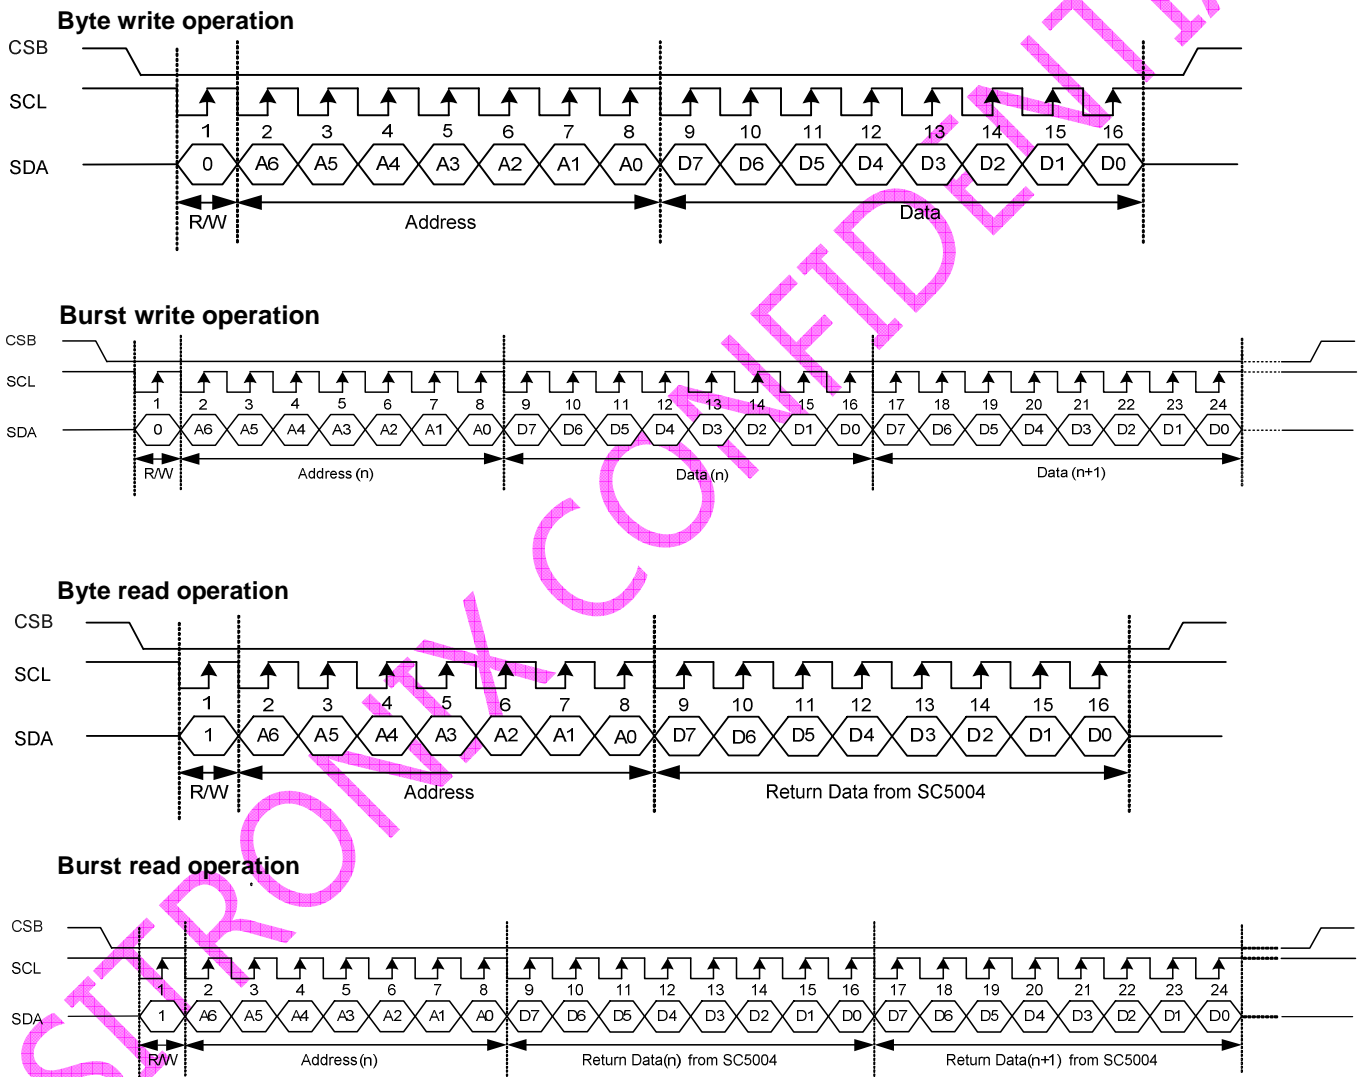 Byte write operation
CSB
SCL
1 2 3 4 5 6 7 8 9 10 11 12 13 14 15 16
SDA 0 A6 A5 A4 A3 A2 A1 A0 D7 D6 D5 D4 D3 D2 D1 D0
R/W Address Data
Burst write operation
CSB
SCL
1 2 3 4 5 6 7 8 9 10 11 12 13 14 15 16 17 18 19 20 21 22 23 24
SDA 0 A6 A5 A4 A3 A2 A1 A0 D7 D6 D5 D4 D3 D2 D1 D0 D7 D6 D5 D4 D3 D2 D1 D0
R/W Address (n) Data (n) Data (n+1)
Byte read operation
CSB
SCL
1 2 3 4 5 6 7 8 9 10 11 12 13 14 15 16
SDA 1 A6 A5 A4 A3 A2 A1 A0 D7 D6 D5 D4 D3 D2 D1 D0
R/W Address Return Data from SC5004
Burst read operation
CSB
SCL
1 2 3 4 5 6 7 8 9 10 11 12 13 14 15 16 17 18 19 20 21 22 23 24
SDA 1 A6 A5 A4 A3 A2 A1 A0 D7 D6 D5 D4 D3 D2 D1 D0 D7 D6 D5 D4 D3 D2 D1 D0
R/W Address(n) Return Data(n) from SC5004 Return Data(n+1) from SC5004
SITRONIX CONFIDENTIA